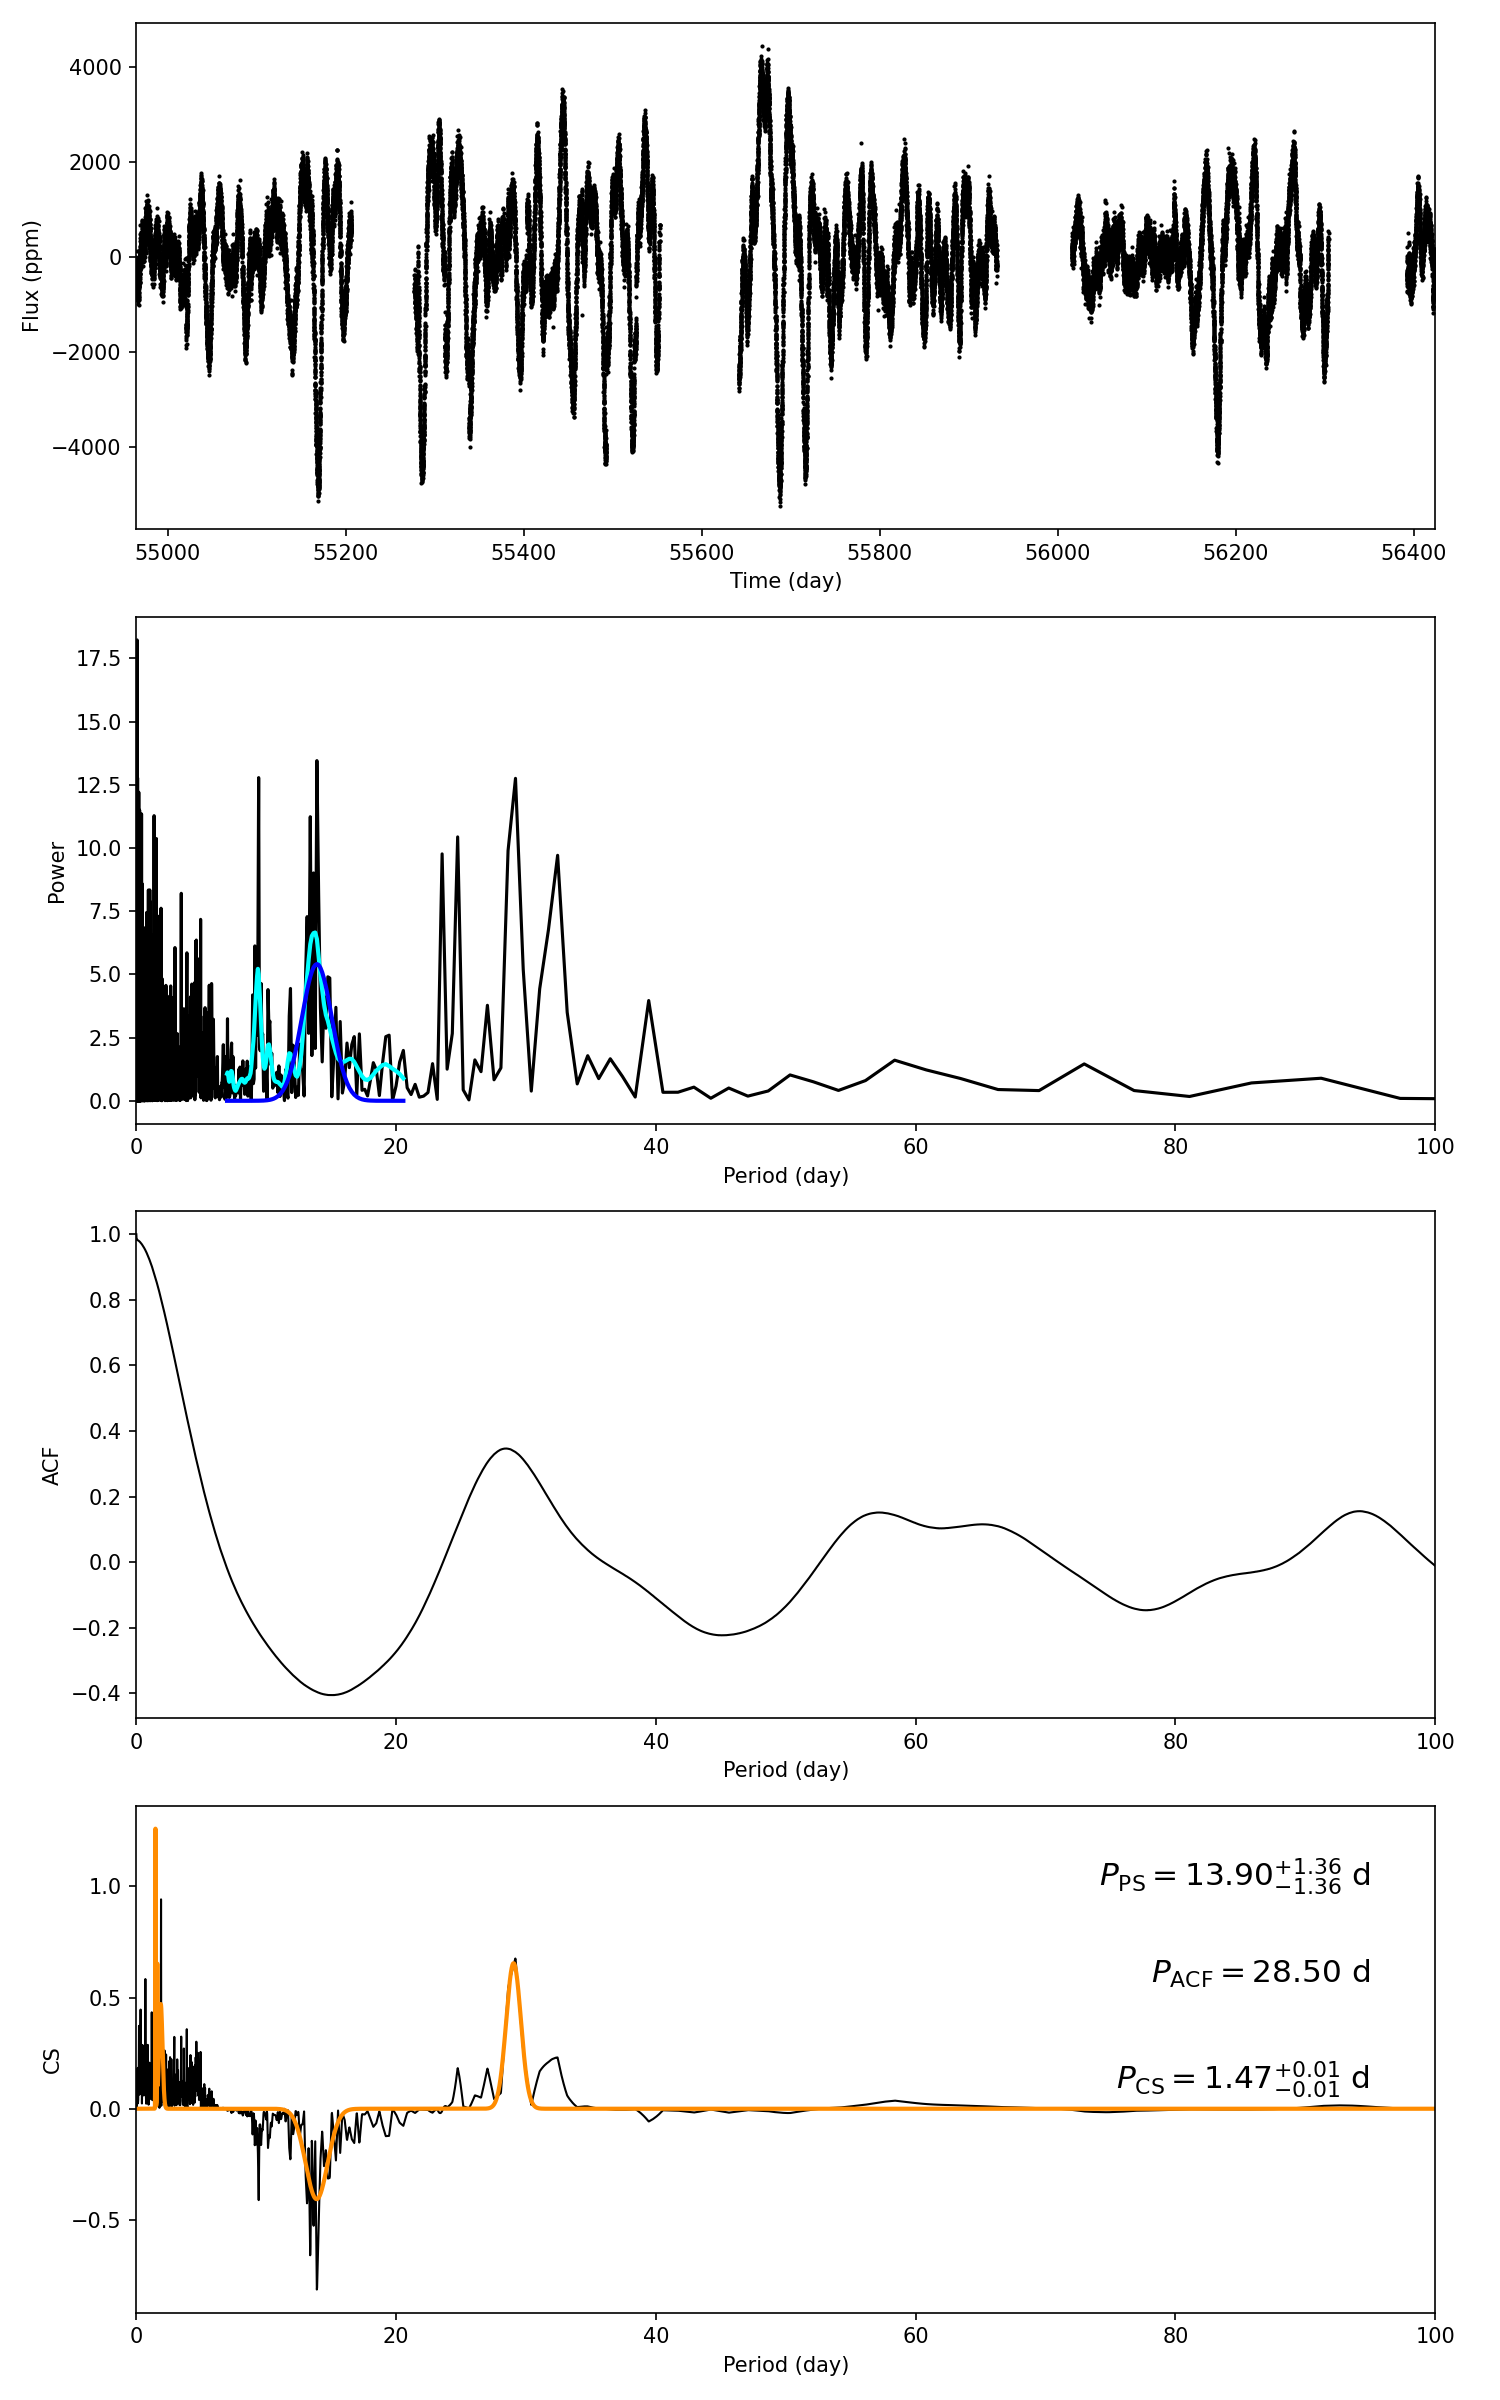 4000
2000
0
−2000
−4000
Flux (ppm)
55000 55200 55400 55600 55800 56000 56200 56400
Time (day)
17.5
15.0
12.5
10.0
7.5
5.0
2.5
0.0
Power
0 20 40 60 80 100
Period (day)
1.0
0.8
0.6
0.4
0.2
0.0
−0.2
−0.4
ACF
0 20 40 60 80 100
Period (day)
1.0
0.5
0.0
−0.5
CS
P_PS = 13.90 +1.36 −1.36 d
P_ACF = 28.50 d
P_CS = 1.47 +0.01 −0.01 d
0 20 40 60 80 100
Period (day)